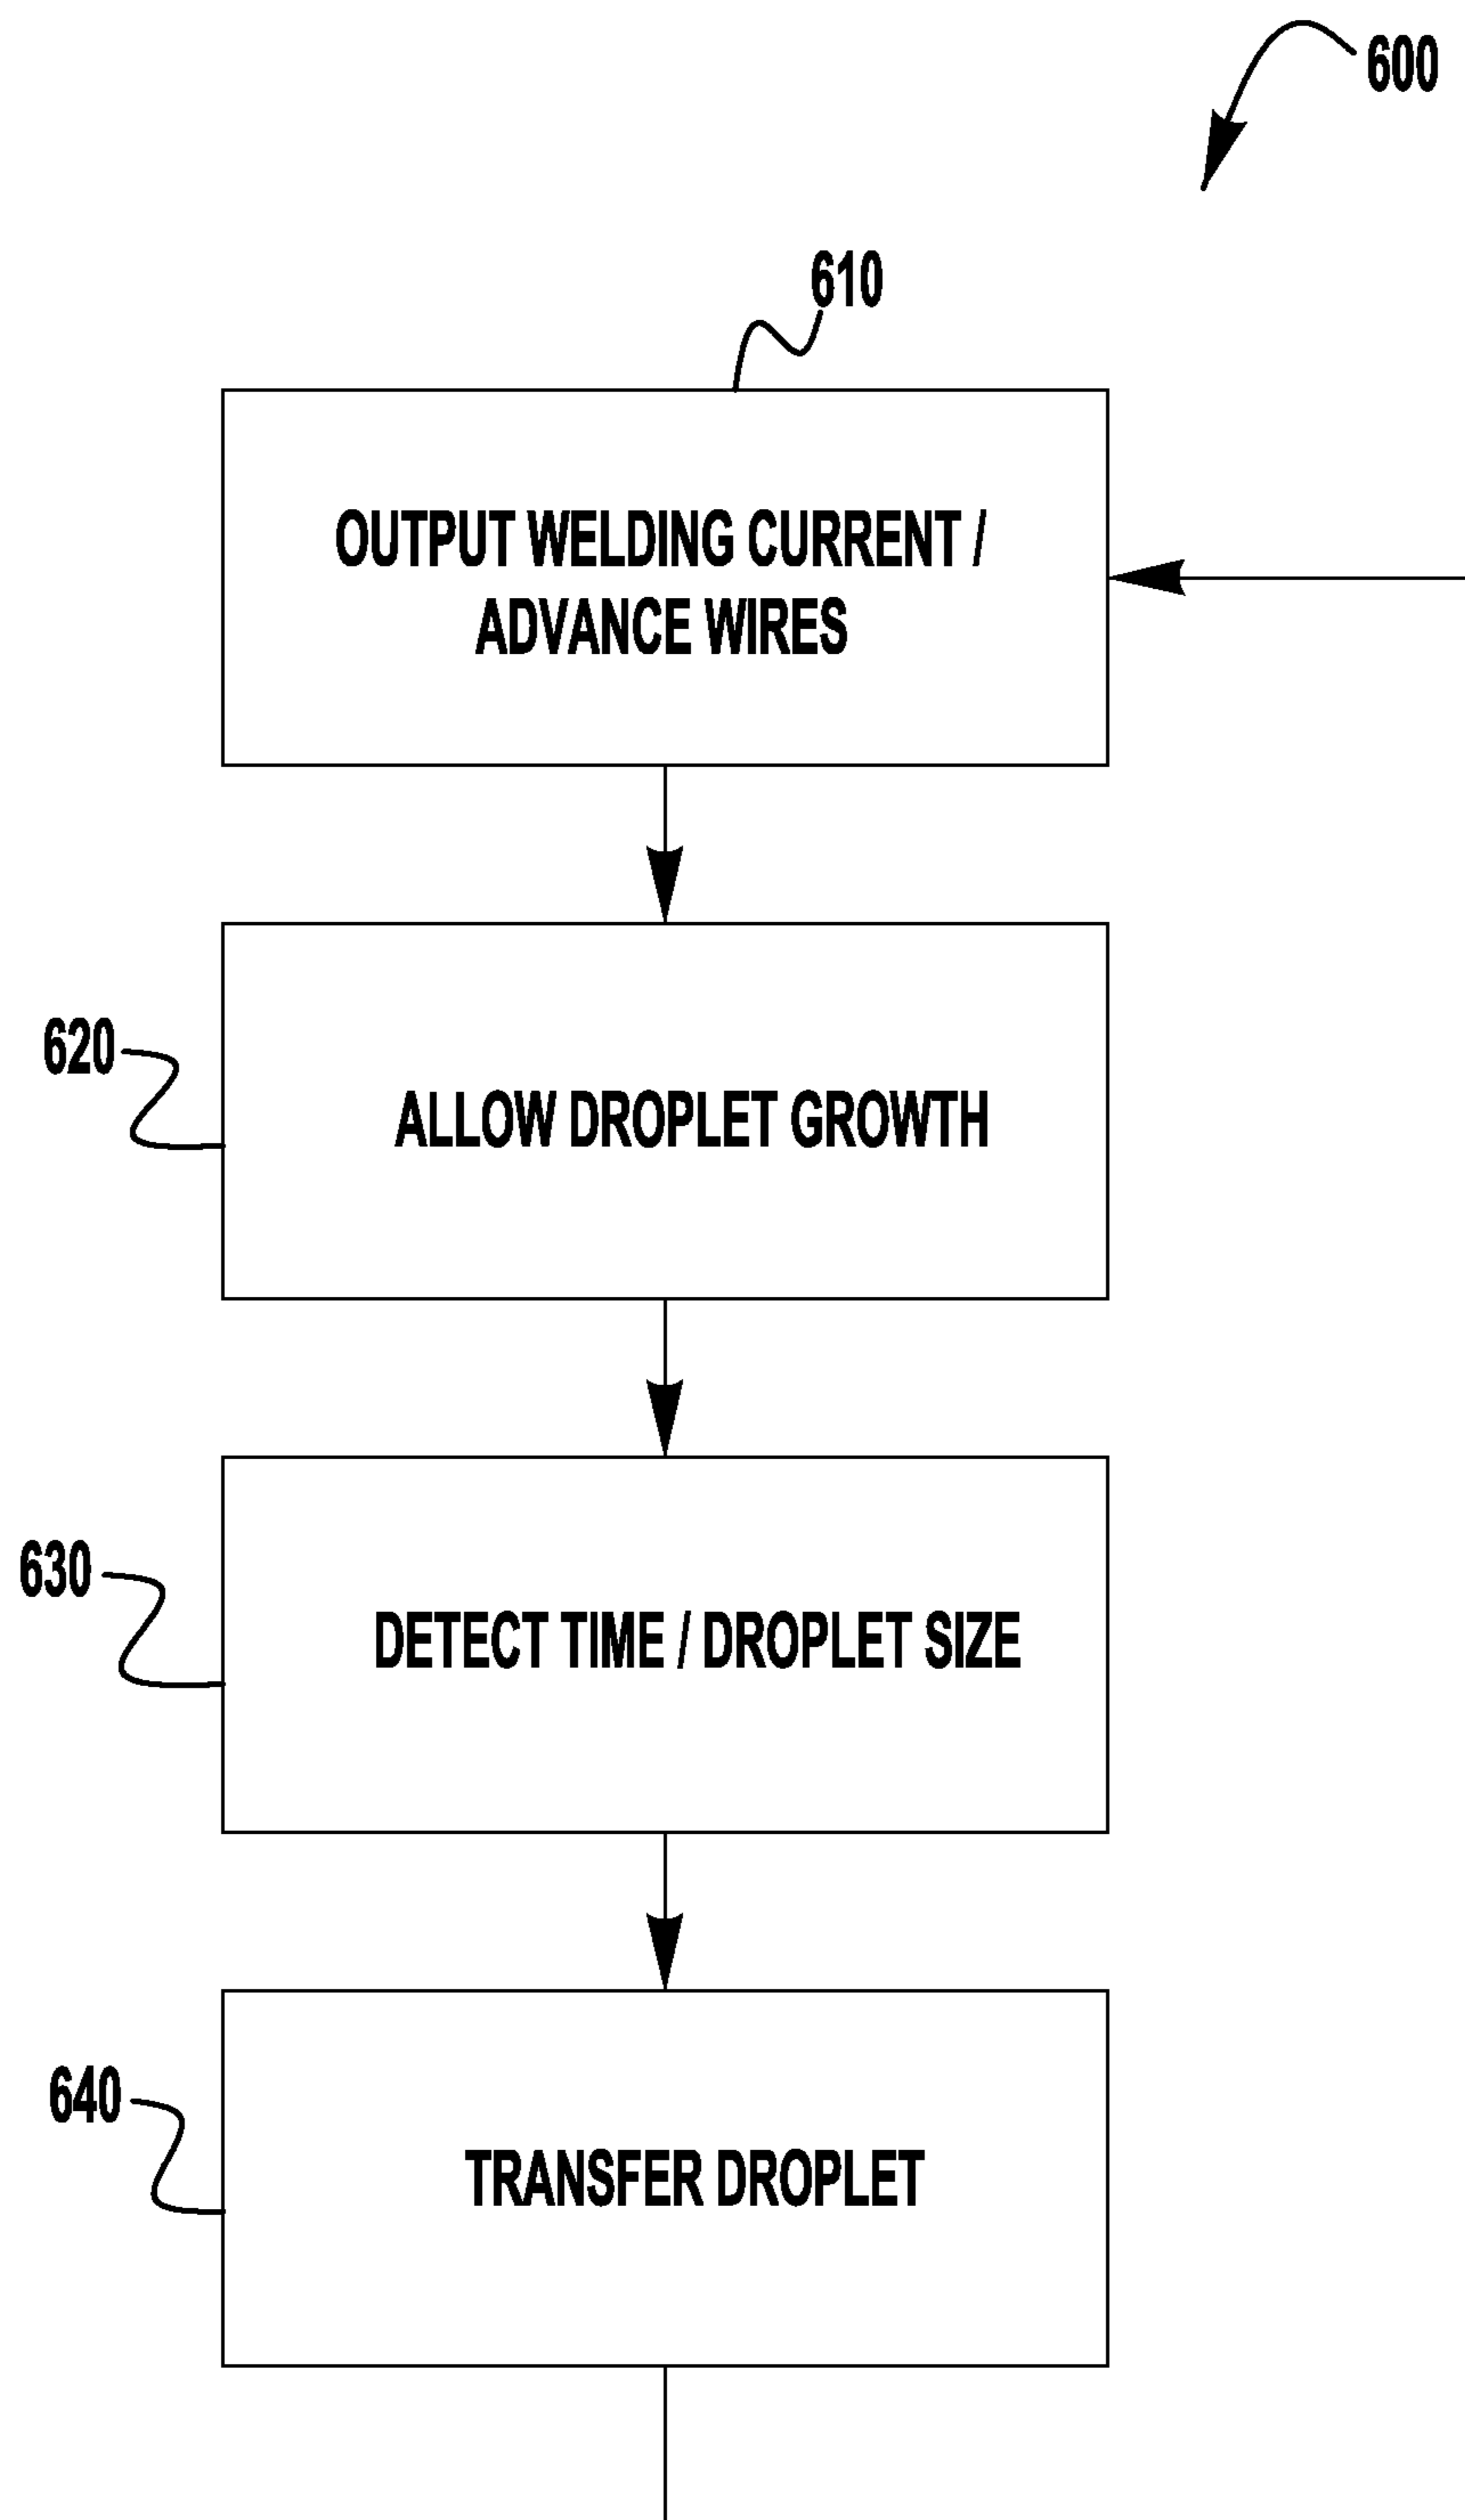 600
610
OUTPUT WELDING CURRENT /
ADVANCE WIRES
620
ALLOW DROPLET GROWTH
630
DETECT TIME / DROPLET SIZE
640
TRANSFER DROPLET